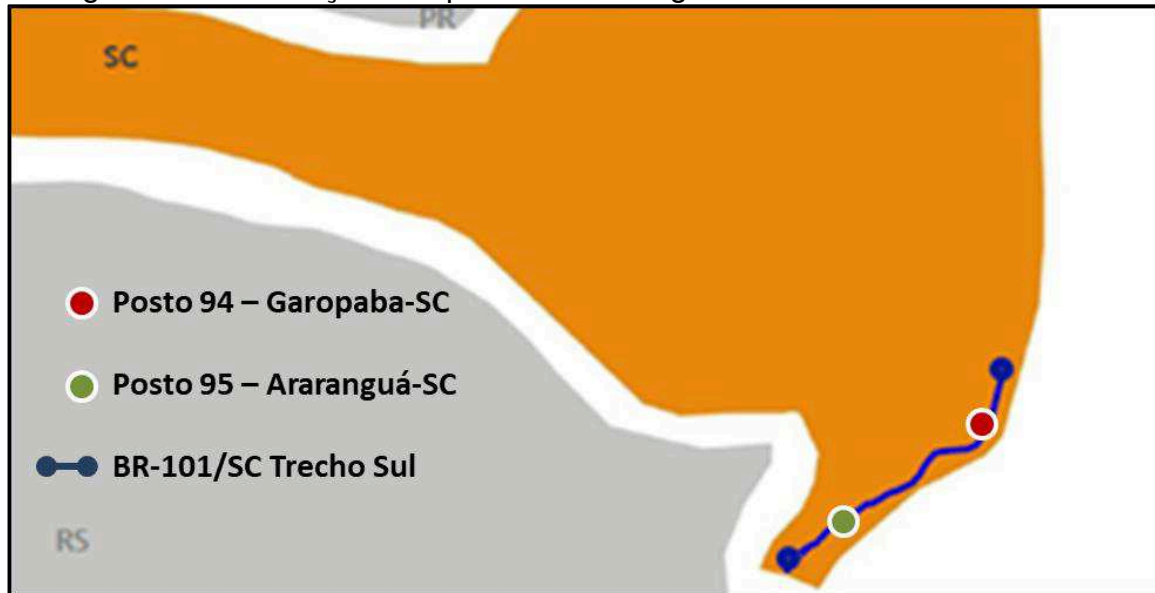 PR
SC
Posto 94 – Garopaba-SC
Posto 95 – Araranguá-SC
BR-101/SC Trecho Sul
RS